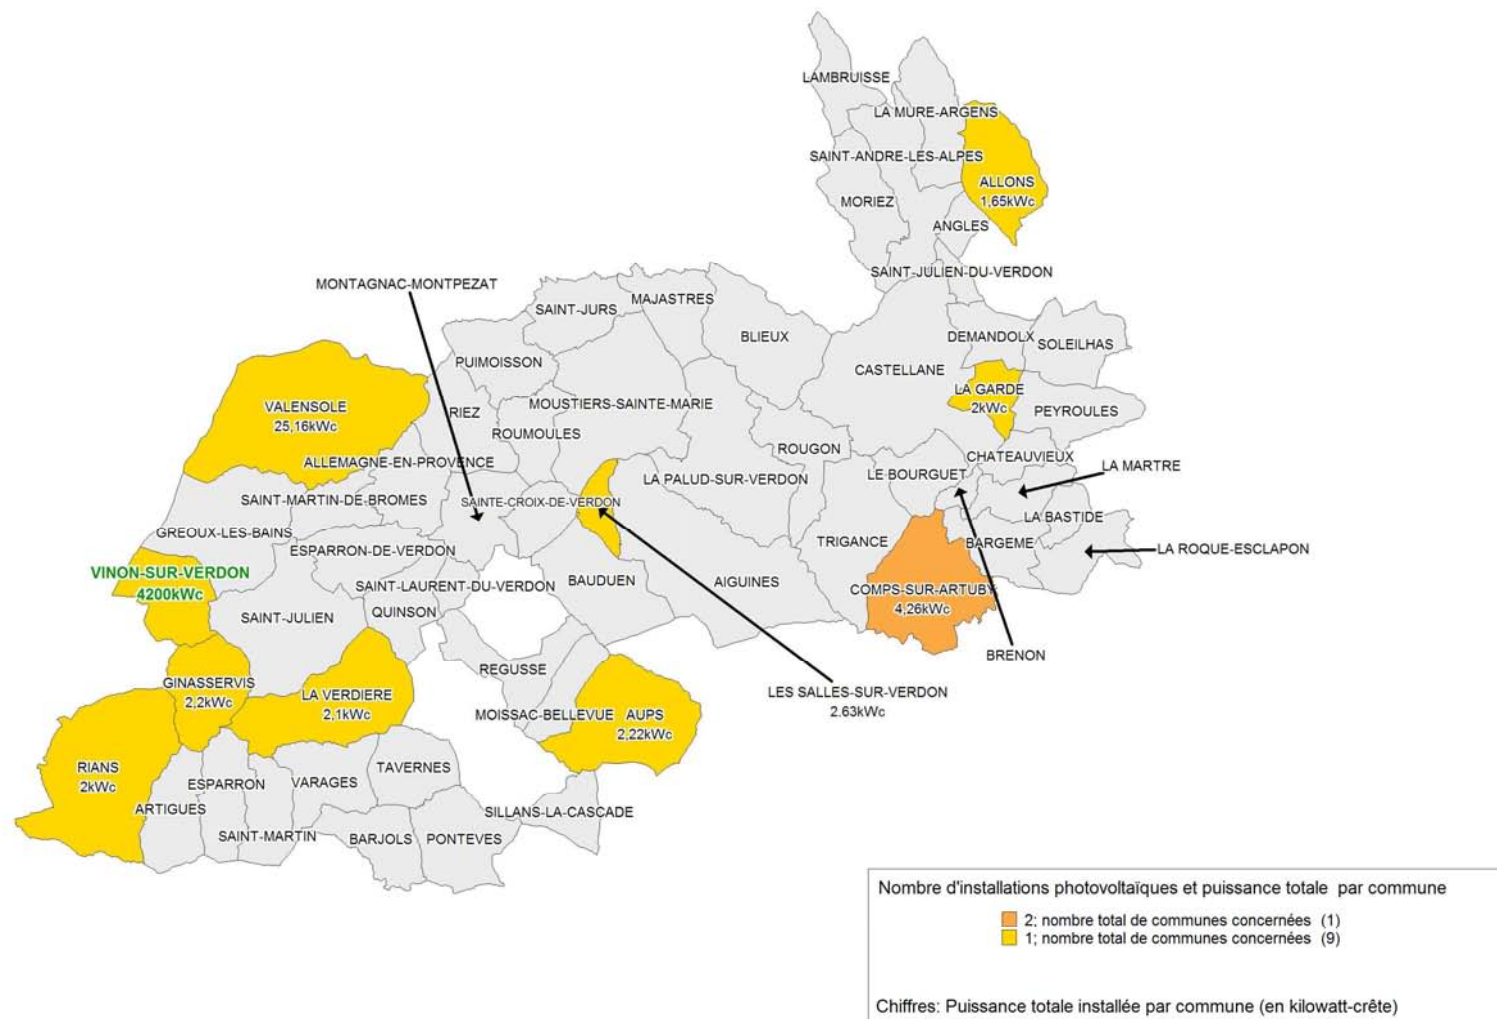 LAMBRUISSE
LA MURE-ARGENS
SAINT-ANDRE-LES-ALPES
ALLONS
1,65kWc
MORIEZ
ANGLES
SAINT-JULIEN-DU-VERDON
MONTAGNAC-MONTPEZAT
MAJASTRES
SAINT-JURS
BLIEUX
DEMANDOLX
SOLEILHAS
PUIMOISSON
CASTELLANE
LA GARDE
2kWc
VALENSOLE
25,16kWc
RIEZ
MOUSTIERS-SAINTE-MARIE
PEYROULES
ROUMOULES
ROUGON
ALLEMAGNE-EN-PROVENCE
CHATEAUVIEUX
LA MARTRE
LE BOURGUET
LA PALUD-SUR-VERDON
SAINT-MARTIN-DE-BROMES
SAINTE-CROIX-DE-VERDON
LA BASTIDE
GREOUX-LES-BAINS
TRIGANCE
BARGEME
LA ROQUE-ESCLAPON
ESPARRON-DE-VERDON
VINON-SUR-VERDON
4200kWc
BAUDUEN
AIGUINES
SAINT-LAURENT-DU-VERDON
COMPS-SUR-ARTUBY
4,26kWc
SAINT-JULIEN
QUINSON
BRENON
REGUSSE
GINASSERVIS
2,2kWc
LA VERDIERE
2,1kWc
LES SALLES-SUR-VERDON
2.63kWc
MOISSAC-BELLEVUE
AUPS
2,22kWc
RIANS
2kWc
TAVERNES
ESPARRON
VARAGES
ARTIGUES
SILLANS-LA-CASCADE
SAINT-MARTIN
BARJOLS
PONTEVES
Nombre d'installations photovoltaïques et puissance totale par commune
2; nombre total de communes concernées (1)
1; nombre total de communes concernées (9)
Chiffres: Puissance totale installée par commune (en kilowatt-crête)